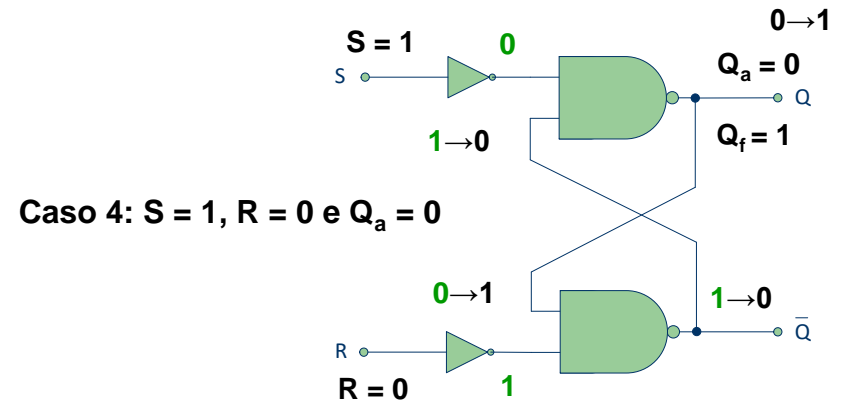 0→1
S = 1
0
Qa = 0
S
Q
1→0
Qf = 1
Caso 4: S = 1, R = 0 e Qa = 0
0→1
1→0
R
Q̅
R = 0
1